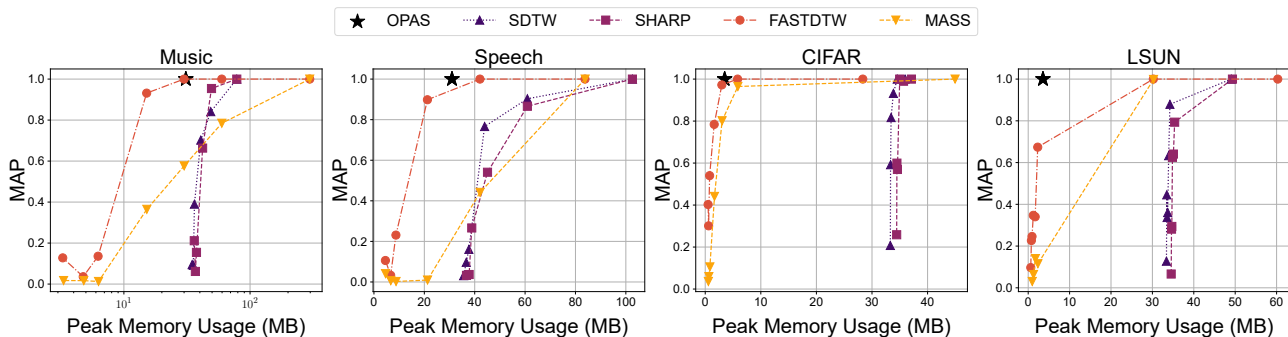 OPAS SDTW SHARP FASTDTW MASS
Music Speech CIFAR LSUN
MAP
1.0
0.8
0.6
0.4
0.2
0.0
10¹ 10²
Peak Memory Usage (MB)
MAP
1.0
0.8
0.6
0.4
0.2
0.0
0 20 40 60 80 100
Peak Memory Usage (MB)
MAP
1.0
0.8
0.6
0.4
0.2
0.0
0 10 20 30 40
Peak Memory Usage (MB)
MAP
1.0
0.8
0.6
0.4
0.2
0.0
0 10 20 30 40 50 60
Peak Memory Usage (MB)